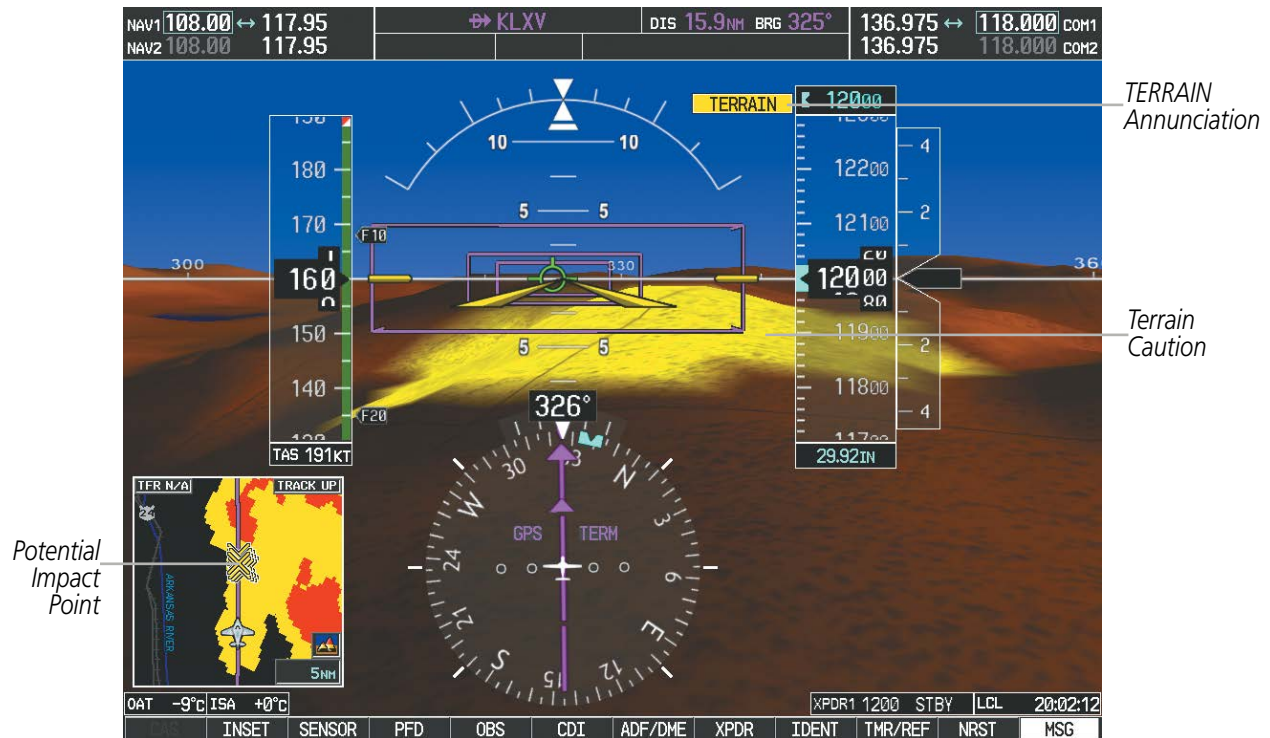 NAV1 108.00 ↔ 117.95
NAV2 108.00 117.95
KLXV
DIS 15.9NM BRG 325°
136.975 ↔ 118.000 COM1
136.975 118.000 COM2
TERRAIN
12000
TERRAIN
Annunciation
180
170
160
150
140
TAS 191KT
F10
F20
10 10
5 5
5 5
300
330
36
12200
12100
12000
20
80
11900
11800
29.92IN
4
2
2
4
Terrain
Caution
326°
N
3
6
E
12
15
S
21
24
W
30
33
GPS TERM
TFR N/A
TRACK UP
ARKANSAS RIVER
5NM
Potential
Impact
Point
OAT -9°C ISA +0°C
XPDR1 1200 STBY LCL 20:02:12
CAS INSET SENSOR PFD OBS CDI ADF/DME XPDR IDENT TMR/REF NRST MSG